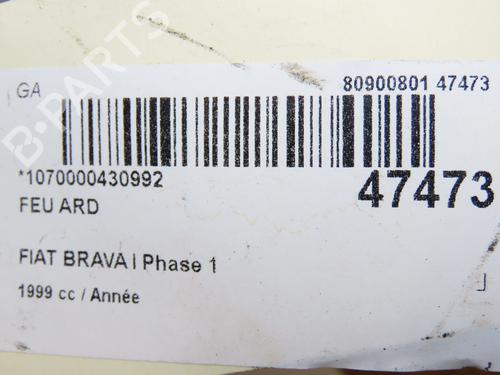 GA
80900801 47473
*1070000430992
47473
FEU ARD
FIAT BRAVA I Phase 1
1999 cc / Année
B-PARTS